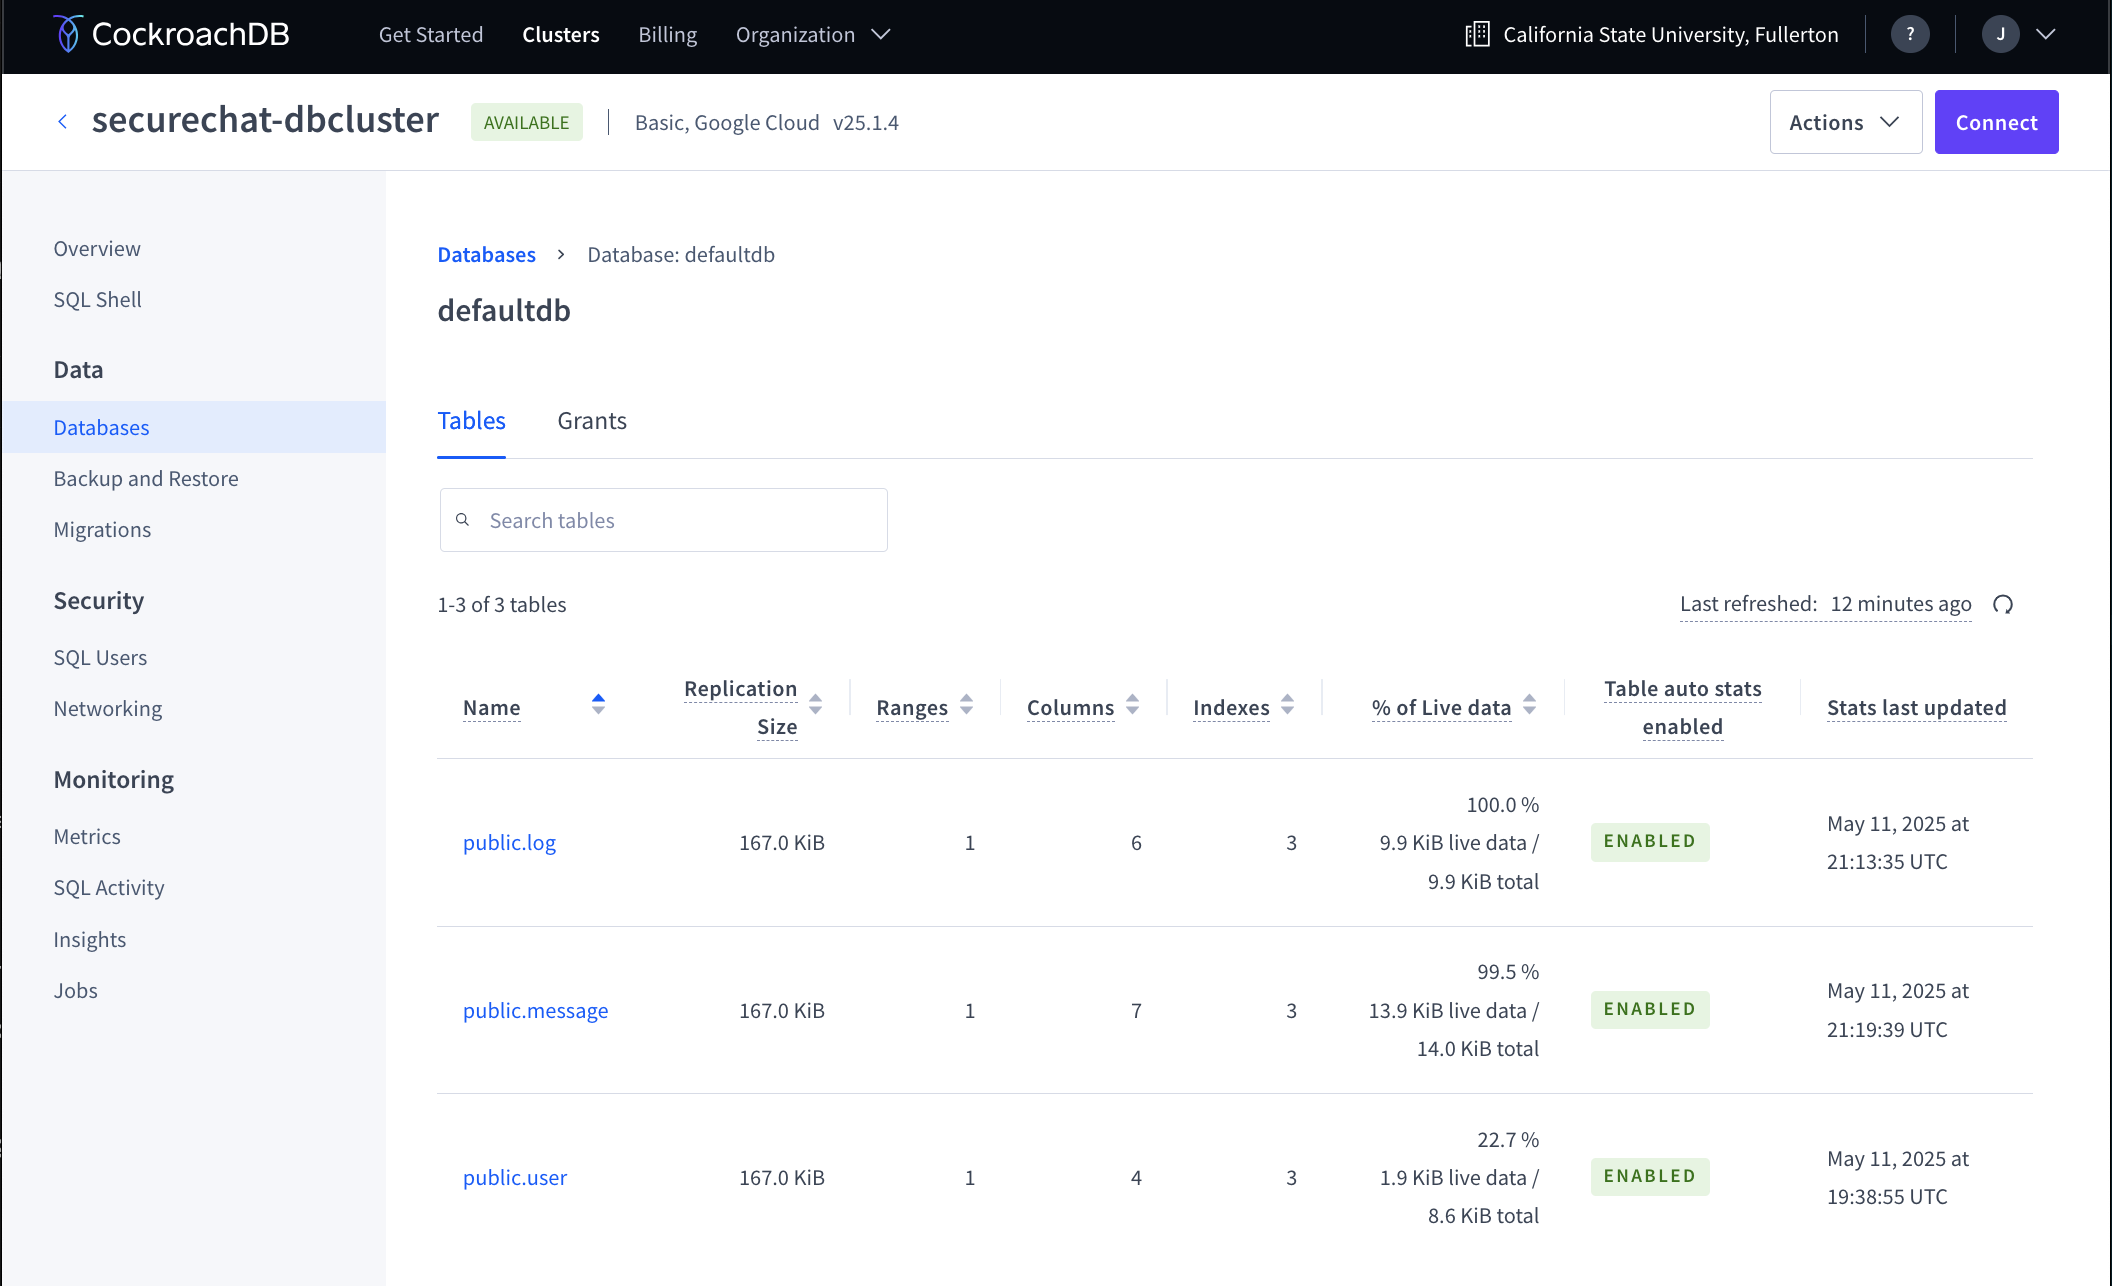 CockroachDB
Get Started
Clusters
Billing
Organization
California State University, Fullerton
?
J
securechat-dbcluster
AVAILABLE
Basic, Google Cloud v25.1.4
Actions
Connect
Overview
SQL Shell
Data
Databases
Backup and Restore
Migrations
Security
SQL Users
Networking
Monitoring
Metrics
SQL Activity
Insights
Jobs
Databases > Database: defaultdb
defaultdb
Tables
Grants
Search tables
1-3 of 3 tables
Last refreshed: 12 minutes ago
Name
Replication
Size
Ranges
Columns
Indexes
% of Live data
Table auto stats
enabled
Stats last updated
public.log
167.0 KiB
1
6
3
100.0 %
9.9 KiB live data /
9.9 KiB total
ENABLED
May 11, 2025 at
21:13:35 UTC
public.message
167.0 KiB
1
7
3
99.5 %
13.9 KiB live data /
14.0 KiB total
ENABLED
May 11, 2025 at
21:19:39 UTC
public.user
167.0 KiB
1
4
3
22.7 %
1.9 KiB live data /
8.6 KiB total
ENABLED
May 11, 2025 at
19:38:55 UTC